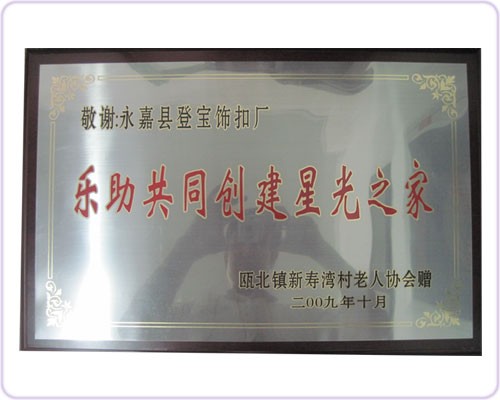 敬谢:永嘉县登宝饰扣厂
乐助共同创建星光之家
瓯北镇新寿湾村老人协会赠
二00九年十月